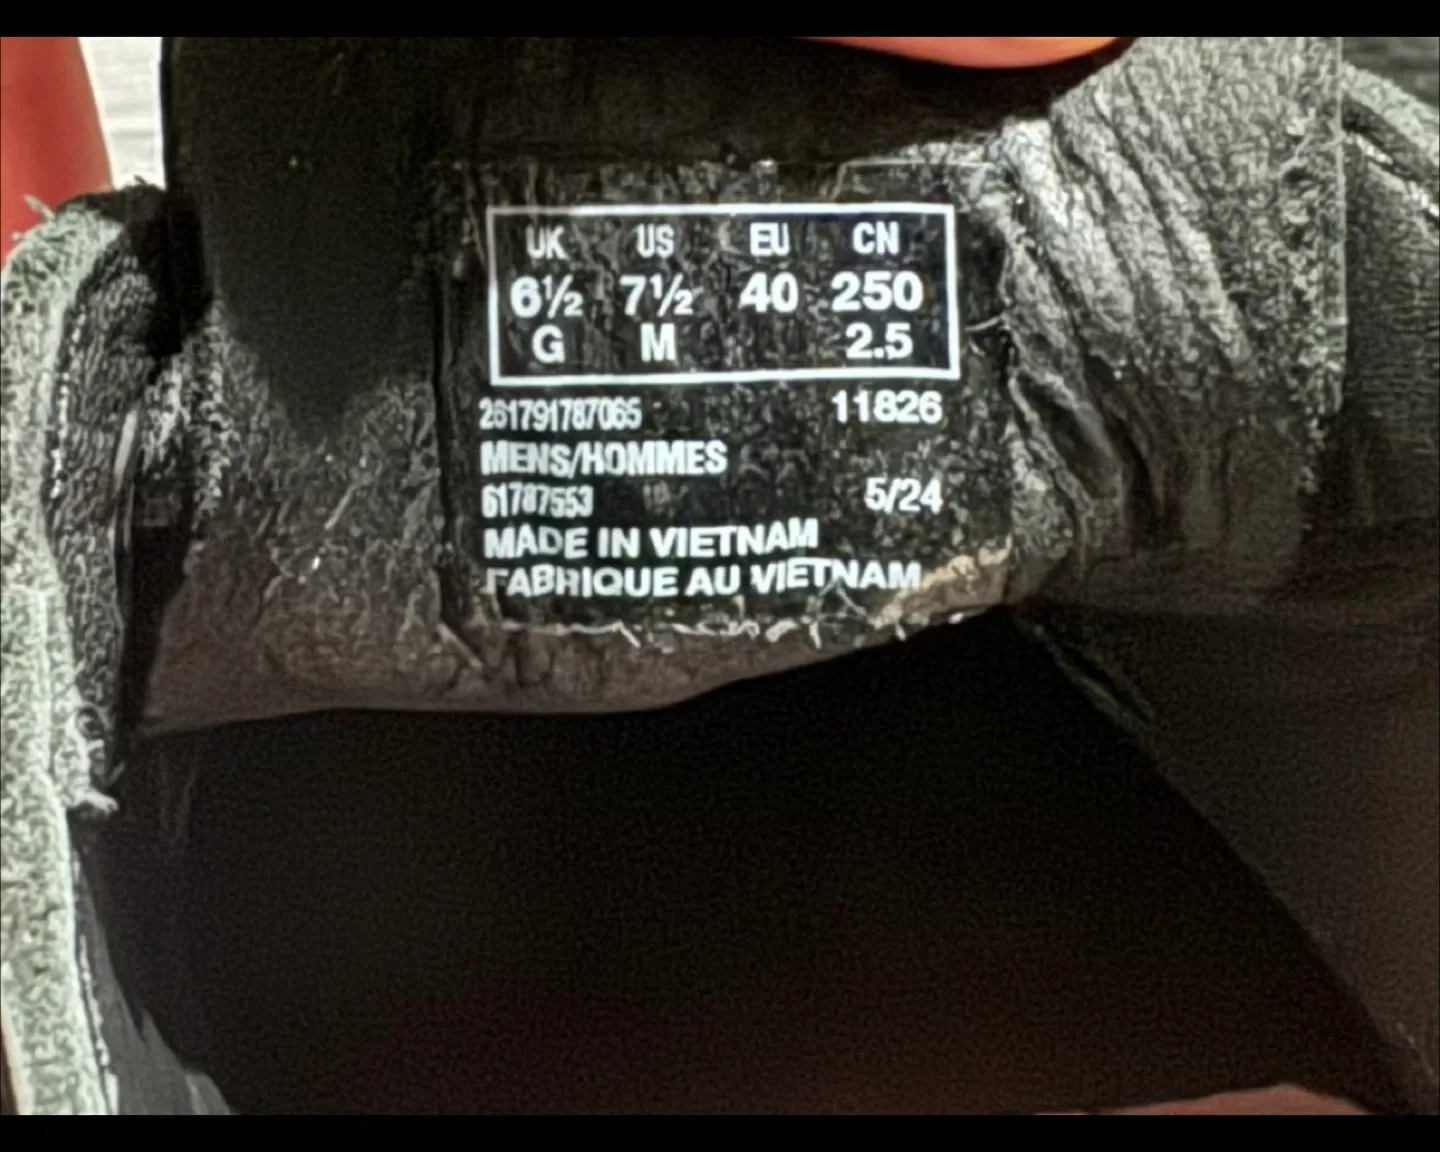 UK US EU CN
6½ 7½ 40 250
G M 2.5
261791787065 11826
MENS/HOMMES
61787553 5/24
MADE IN VIETNAM
FABRIQUE AU VIETNAM